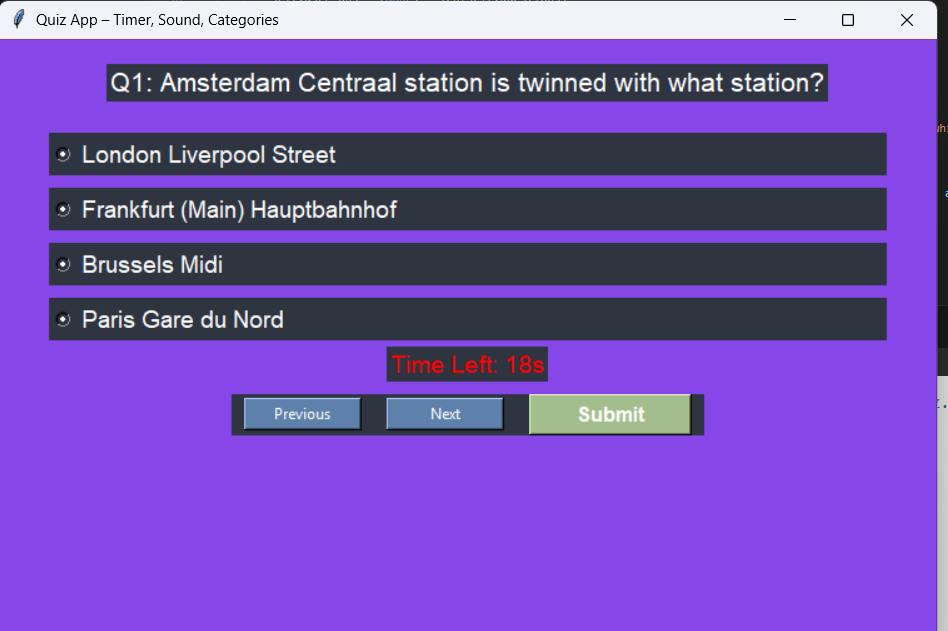 Quiz App – Timer, Sound, Categories
Q1: Amsterdam Centraal station is twinned with what station?
London Liverpool Street
Frankfurt (Main) Hauptbahnhof
Brussels Midi
Paris Gare du Nord
Time Left: 18s
Previous Next Submit